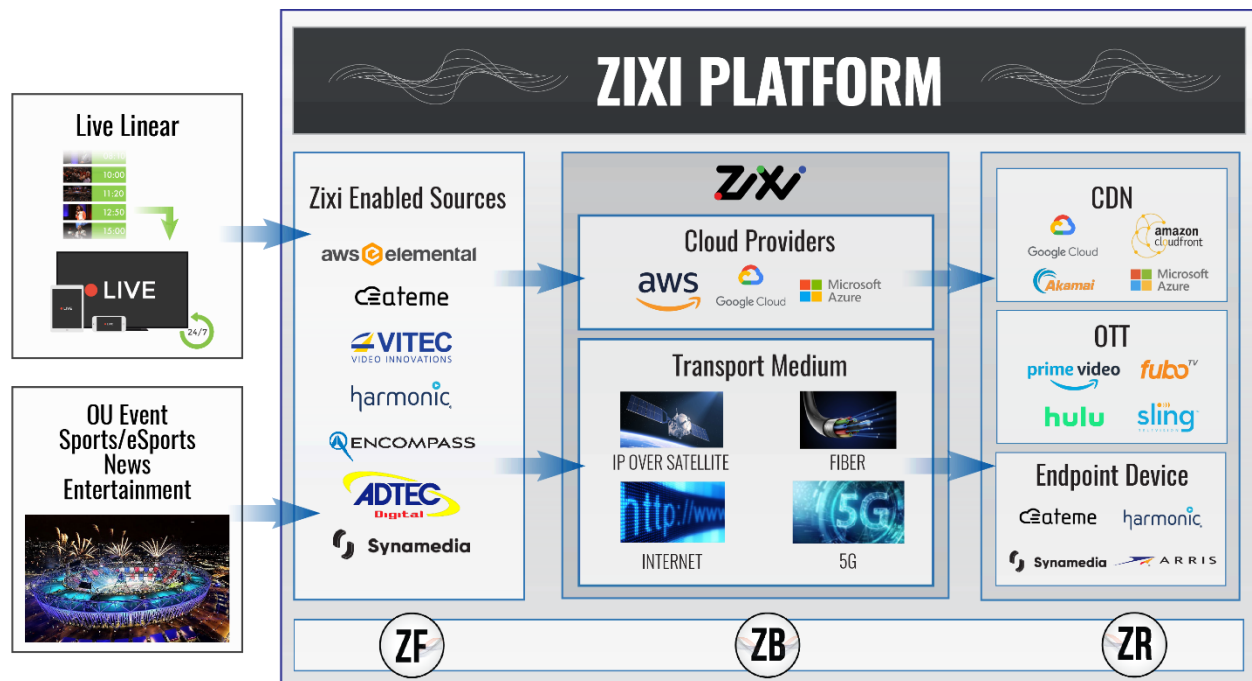 ZIXI PLATFORM
Live Linear
10:00
11:20
12:50
15:00
LIVE
LIVE
LIVE
24/7
OU Event
Sports/eSports
News
Entertainment
Zixi Enabled Sources
aws e elemental
ateme
VITEC
VIDEO INNOVATIONS
harmonic
ENCOMPASS
ADTEC
Digital
Synamedia
ZiXi
Cloud Providers
aws
Google Cloud
Microsoft
Azure
Transport Medium
IP OVER SATELLITE
FIBER
http://www
5G
INTERNET
5G
CDN
Google Cloud
amazon
cloudfront
Akamai
Microsoft
Azure
OTT
prime video
fubo TV
hulu
sling
TELEVISION
Endpoint Device
ateme
harmonic
Synamedia
ARRIS
ZF
ZB
ZR